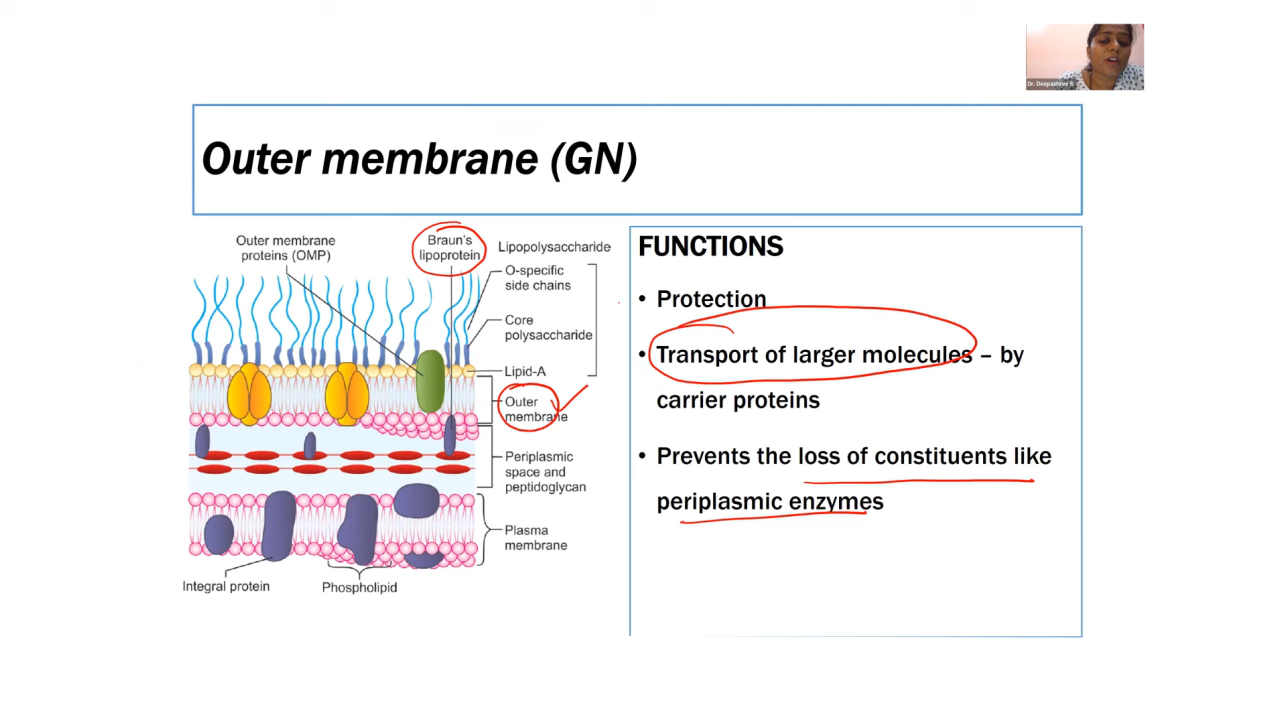 Dr. Deepashree R
Outer membrane (GN)
Outer membrane
proteins (OMP)
Braun's
lipoprotein
Lipopolysaccharide
O-specific
side chains
Core
polysaccharide
Lipid-A
Outer
membrane
Periplasmic
space and
peptidoglycan
Plasma
membrane
Integral protein
Phospholipid
FUNCTIONS
• Protection
• Transport of larger molecules – by
carrier proteins
• Prevents the loss of constituents like
periplasmic enzymes